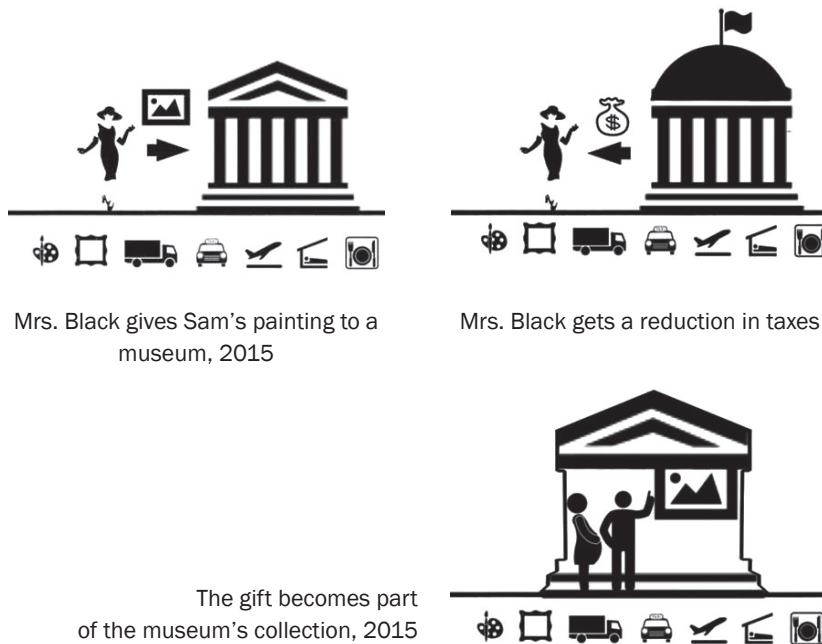 Mrs. Black gives Sam's painting to a
museum, 2015
Mrs. Black gets a reduction in taxes
The gift becomes part
of the museum's collection, 2015